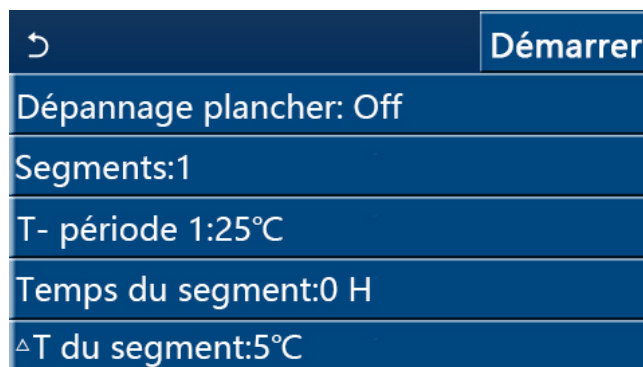 Démarrer
Dépannage plancher: Off
Segments:1
T- période 1:25℃
Temps du segment:0 H
△T du segment:5℃